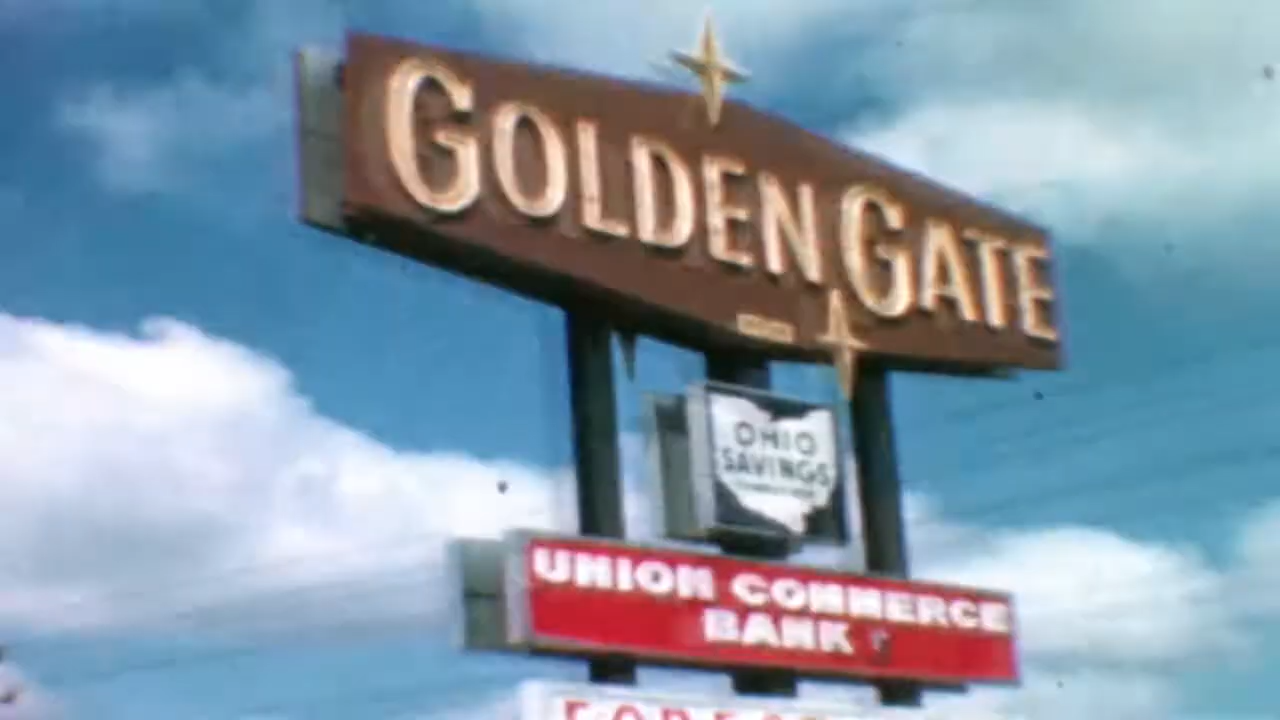 GOLDEN GATE
OHIO
SAVINGS
UNION COMMERCE
BANK